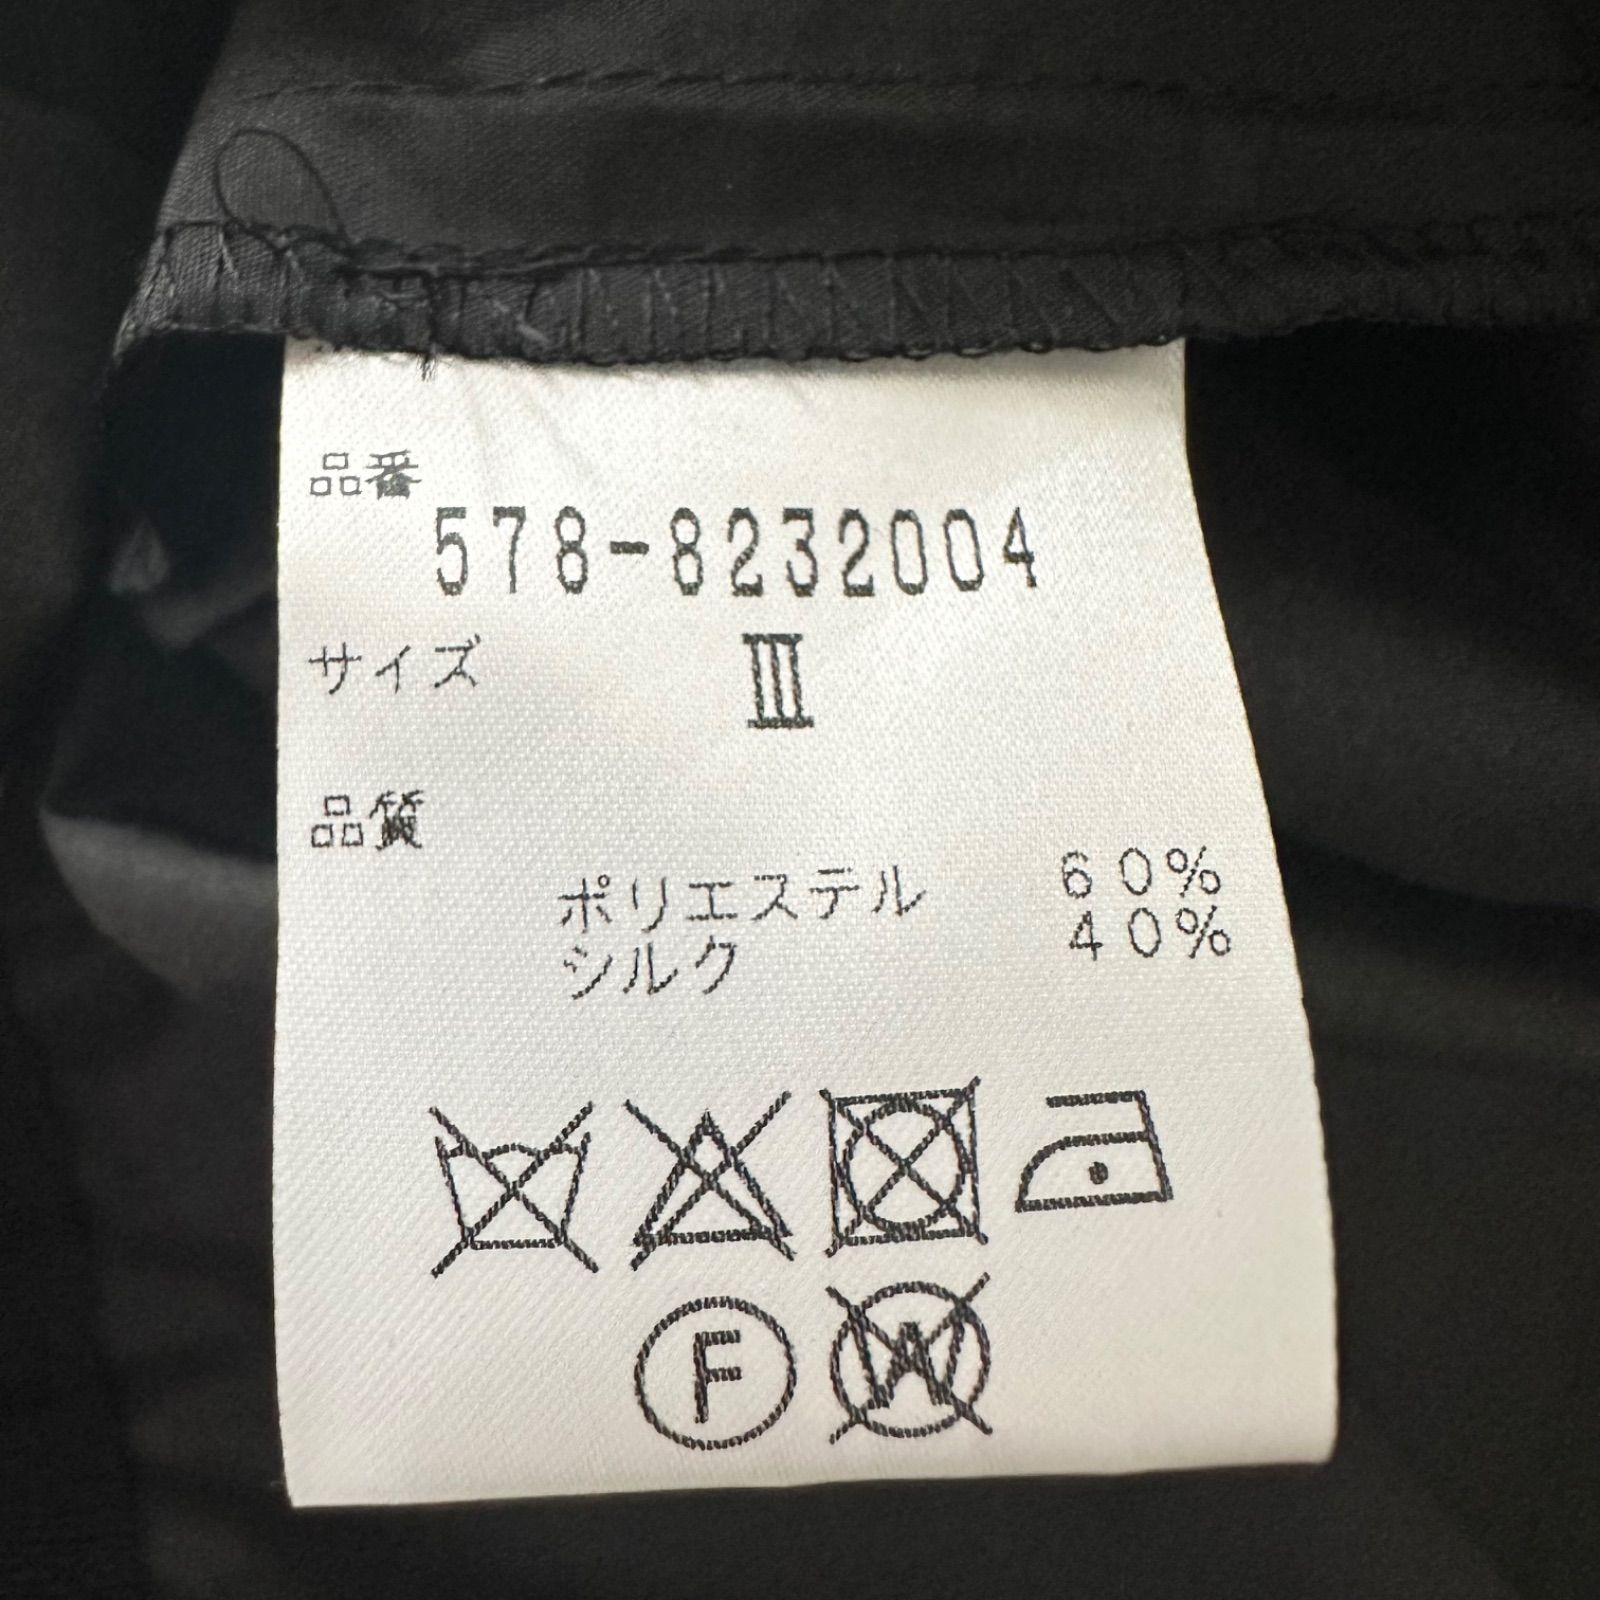 品番
578-8232004
サイズ Ⅲ
品質
ポリエステル 60%
シルク 40%
F W